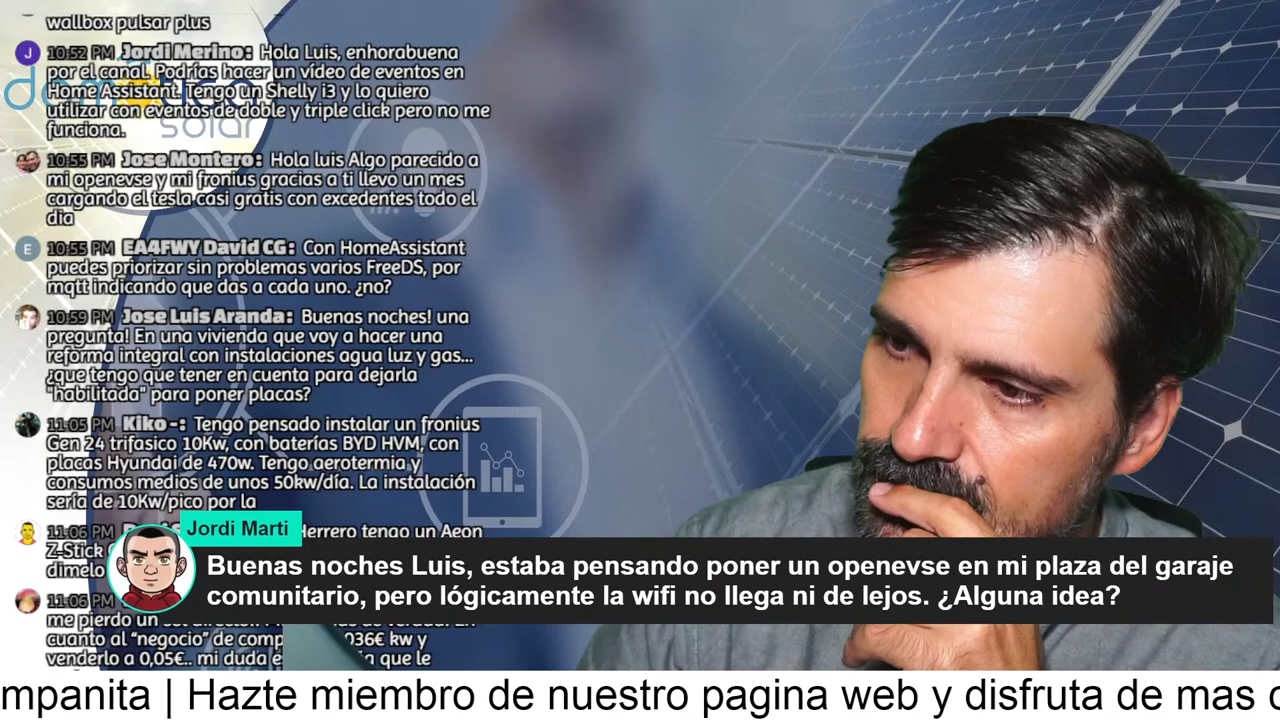 wallbox pulsar plus
10:52 PM Jordi Merino: Hola Luis, enhorabuena
por el canal. Podrías hacer un vídeo de eventos en
Home Assistant. Tengo un Shelly i3 y lo quiero
utilizar con eventos de doble y triple click pero no me
funciona.
solar
10:55 PM Jose Montero: Hola luis Algo parecido a
mi openevse y mi fronius gracias a ti llevo un mes
cargando el tesla casi gratis con excedentes todo el
dia
10:55 PM EA4FWY David CG: Con HomeAssistant
puedes priorizar sin problemas varios FreeDS, por
mqtt indicando que das a cada uno. ¿no?
10:59 PM Jose Luis Aranda: Buenas noches! una
pregunta! En una vivienda que voy a hacer una
reforma integral con instalaciones agua luz y gas...
¿que tengo que tener en cuenta para dejarla
"habilitada" para poner placas?
11:05 PM Kiko-: Tengo pensado instalar un fronius
Gen 24 trifasico 10Kw, con baterías BYD HVM, con
placas Hyundai de 470w. Tengo aerotermia y
consumos medios de unos 50kw/día. La instalación
sería de 10Kw/pico por la
11:06 PM Herrero tengo un Aeon
Z-Stick
dimelo
Jordi Marti
Buenas noches Luis, estaba pensando poner un openevse en mi plaza del garaje
comunitario, pero lógicamente la wifi no llega ni de lejos. ¿Alguna idea?
11:06 PM
me pierdo un
cuanto al “negocio” de comp 036€ kw y
venderlo a 0,05€.. mi duda que le
mpanita | Hazte miembro de nuestro pagina web y disfruta de mas